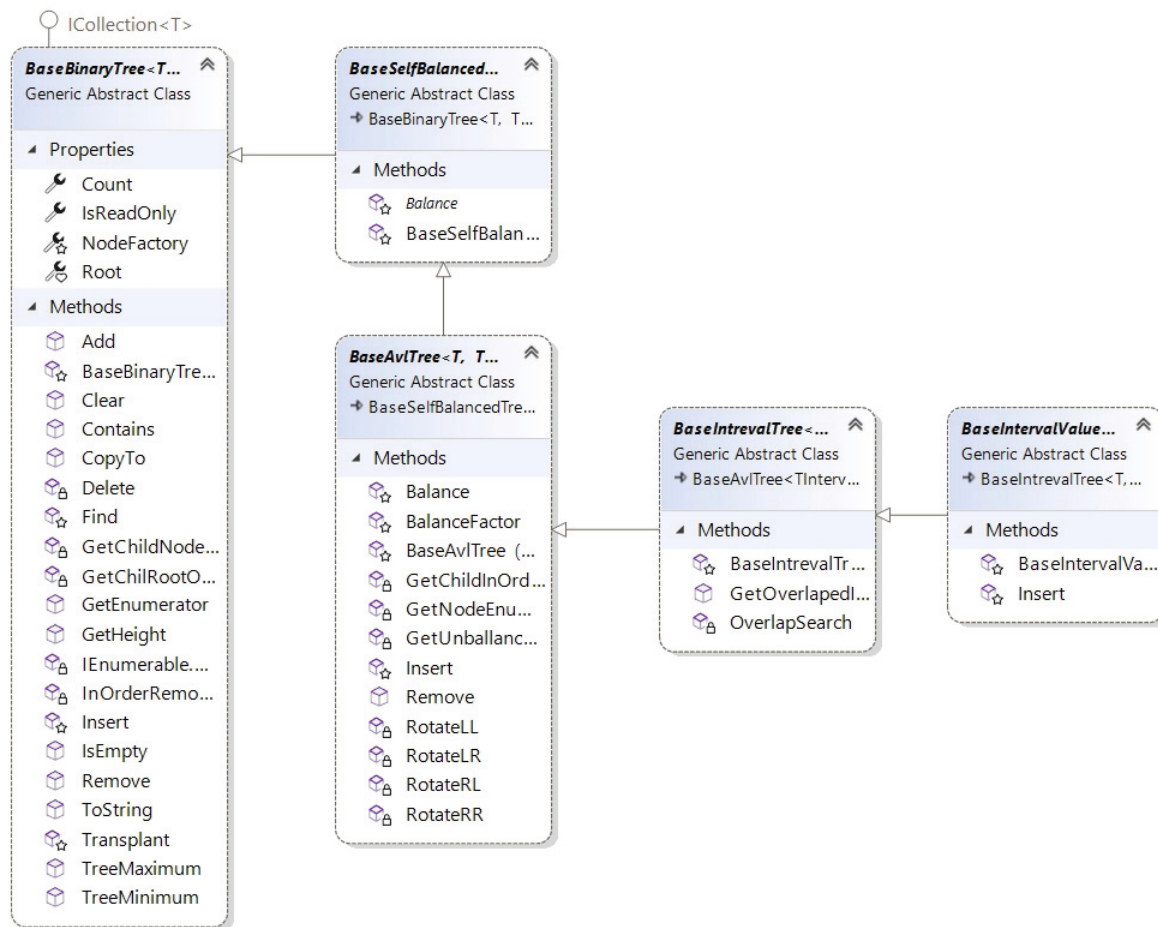 ICollection<T>
BaseBinaryTree<T...
Generic Abstract Class
Properties
Count
IsReadOnly
NodeFactory
Root
Methods
Add
BaseBinaryTre...
Clear
Contains
CopyTo
Delete
Find
GetChildNode...
GetChilRootO...
GetEnumerator
GetHeight
IEnumerable....
InOrderRemo...
Insert
IsEmpty
Remove
ToString
Transplant
TreeMaximum
TreeMinimum
BaseSelfBalanced...
Generic Abstract Class
BaseBinaryTree<T, T...
Methods
Balance
BaseSelfBalan...
BaseAvlTree<T, T...
Generic Abstract Class
BaseSelfBalancedTre...
Methods
Balance
BalanceFactor
BaseAvlTree (...
GetChildInOrd...
GetNodeEnu...
GetUnballanc...
Insert
Remove
RotateLL
RotateLR
RotateRL
RotateRR
BaseIntrevalTree<...
Generic Abstract Class
BaseAvlTree<TInterv...
Methods
BaseIntrevalTr...
GetOverlapedI...
OverlapSearch
BaseIntervalValue...
Generic Abstract Class
BaseIntrevalTree<T,...
Methods
BaseIntervalVa...
Insert